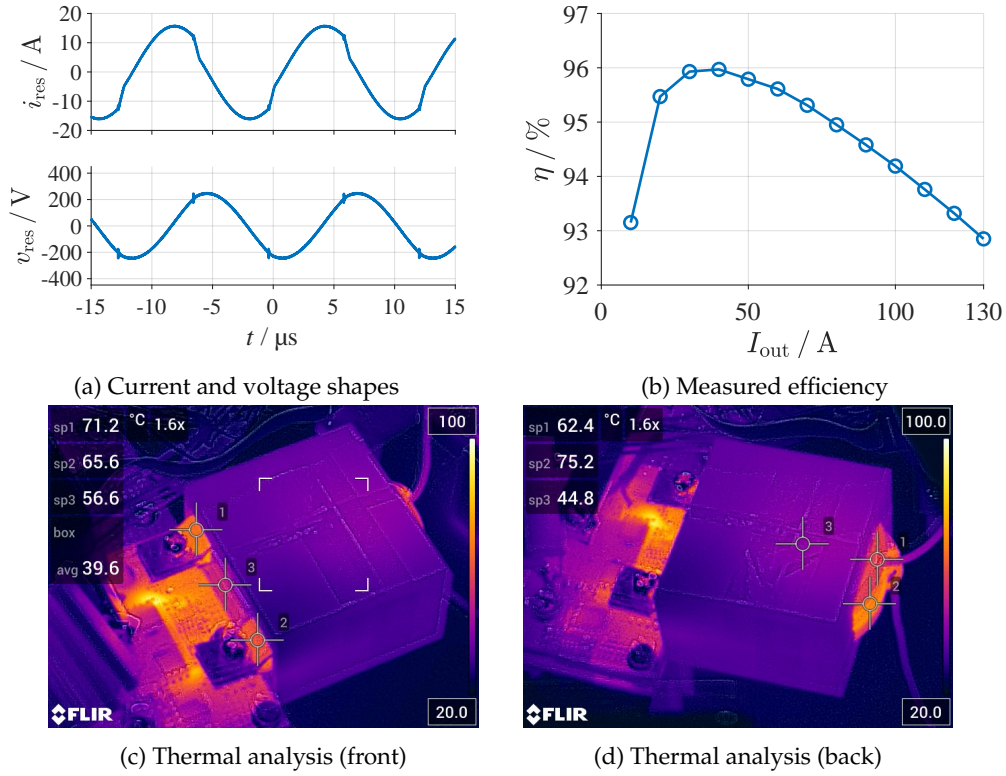 20
10
0
-10
-20
i_res / A
400
200
0
-200
-400
v_res / V
-15 -10 -5 0 5 10 15
t / µs
(a) Current and voltage shapes
97
96
95
94
93
92
η / %
0 50 100 130
I_out / A
(b) Measured efficiency
sp1 71.2 °C 1.6x
sp2 65.6
sp3 56.6
box
avg 39.6
100
1
3
2
FLIR
20.0
(c) Thermal analysis (front)
sp1 62.4 °C 1.6x
sp2 75.2
sp3 44.8
100.0
3
1
2
FLIR
20.0
(d) Thermal analysis (back)